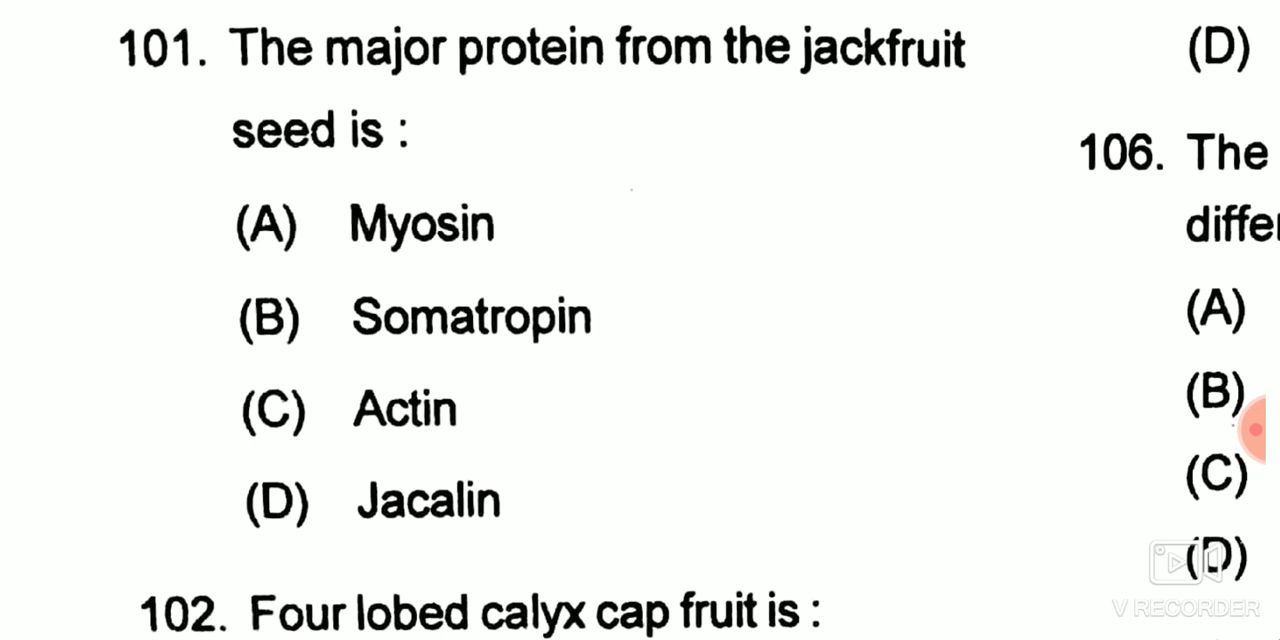 101. The major protein from the jackfruit
seed is :
(A) Myosin
(B) Somatropin
(C) Actin
(D) Jacalin
102. Four lobed calyx cap fruit is :
(D)
106. The
(A)
(B)
(C)
(D)
V RECORDER